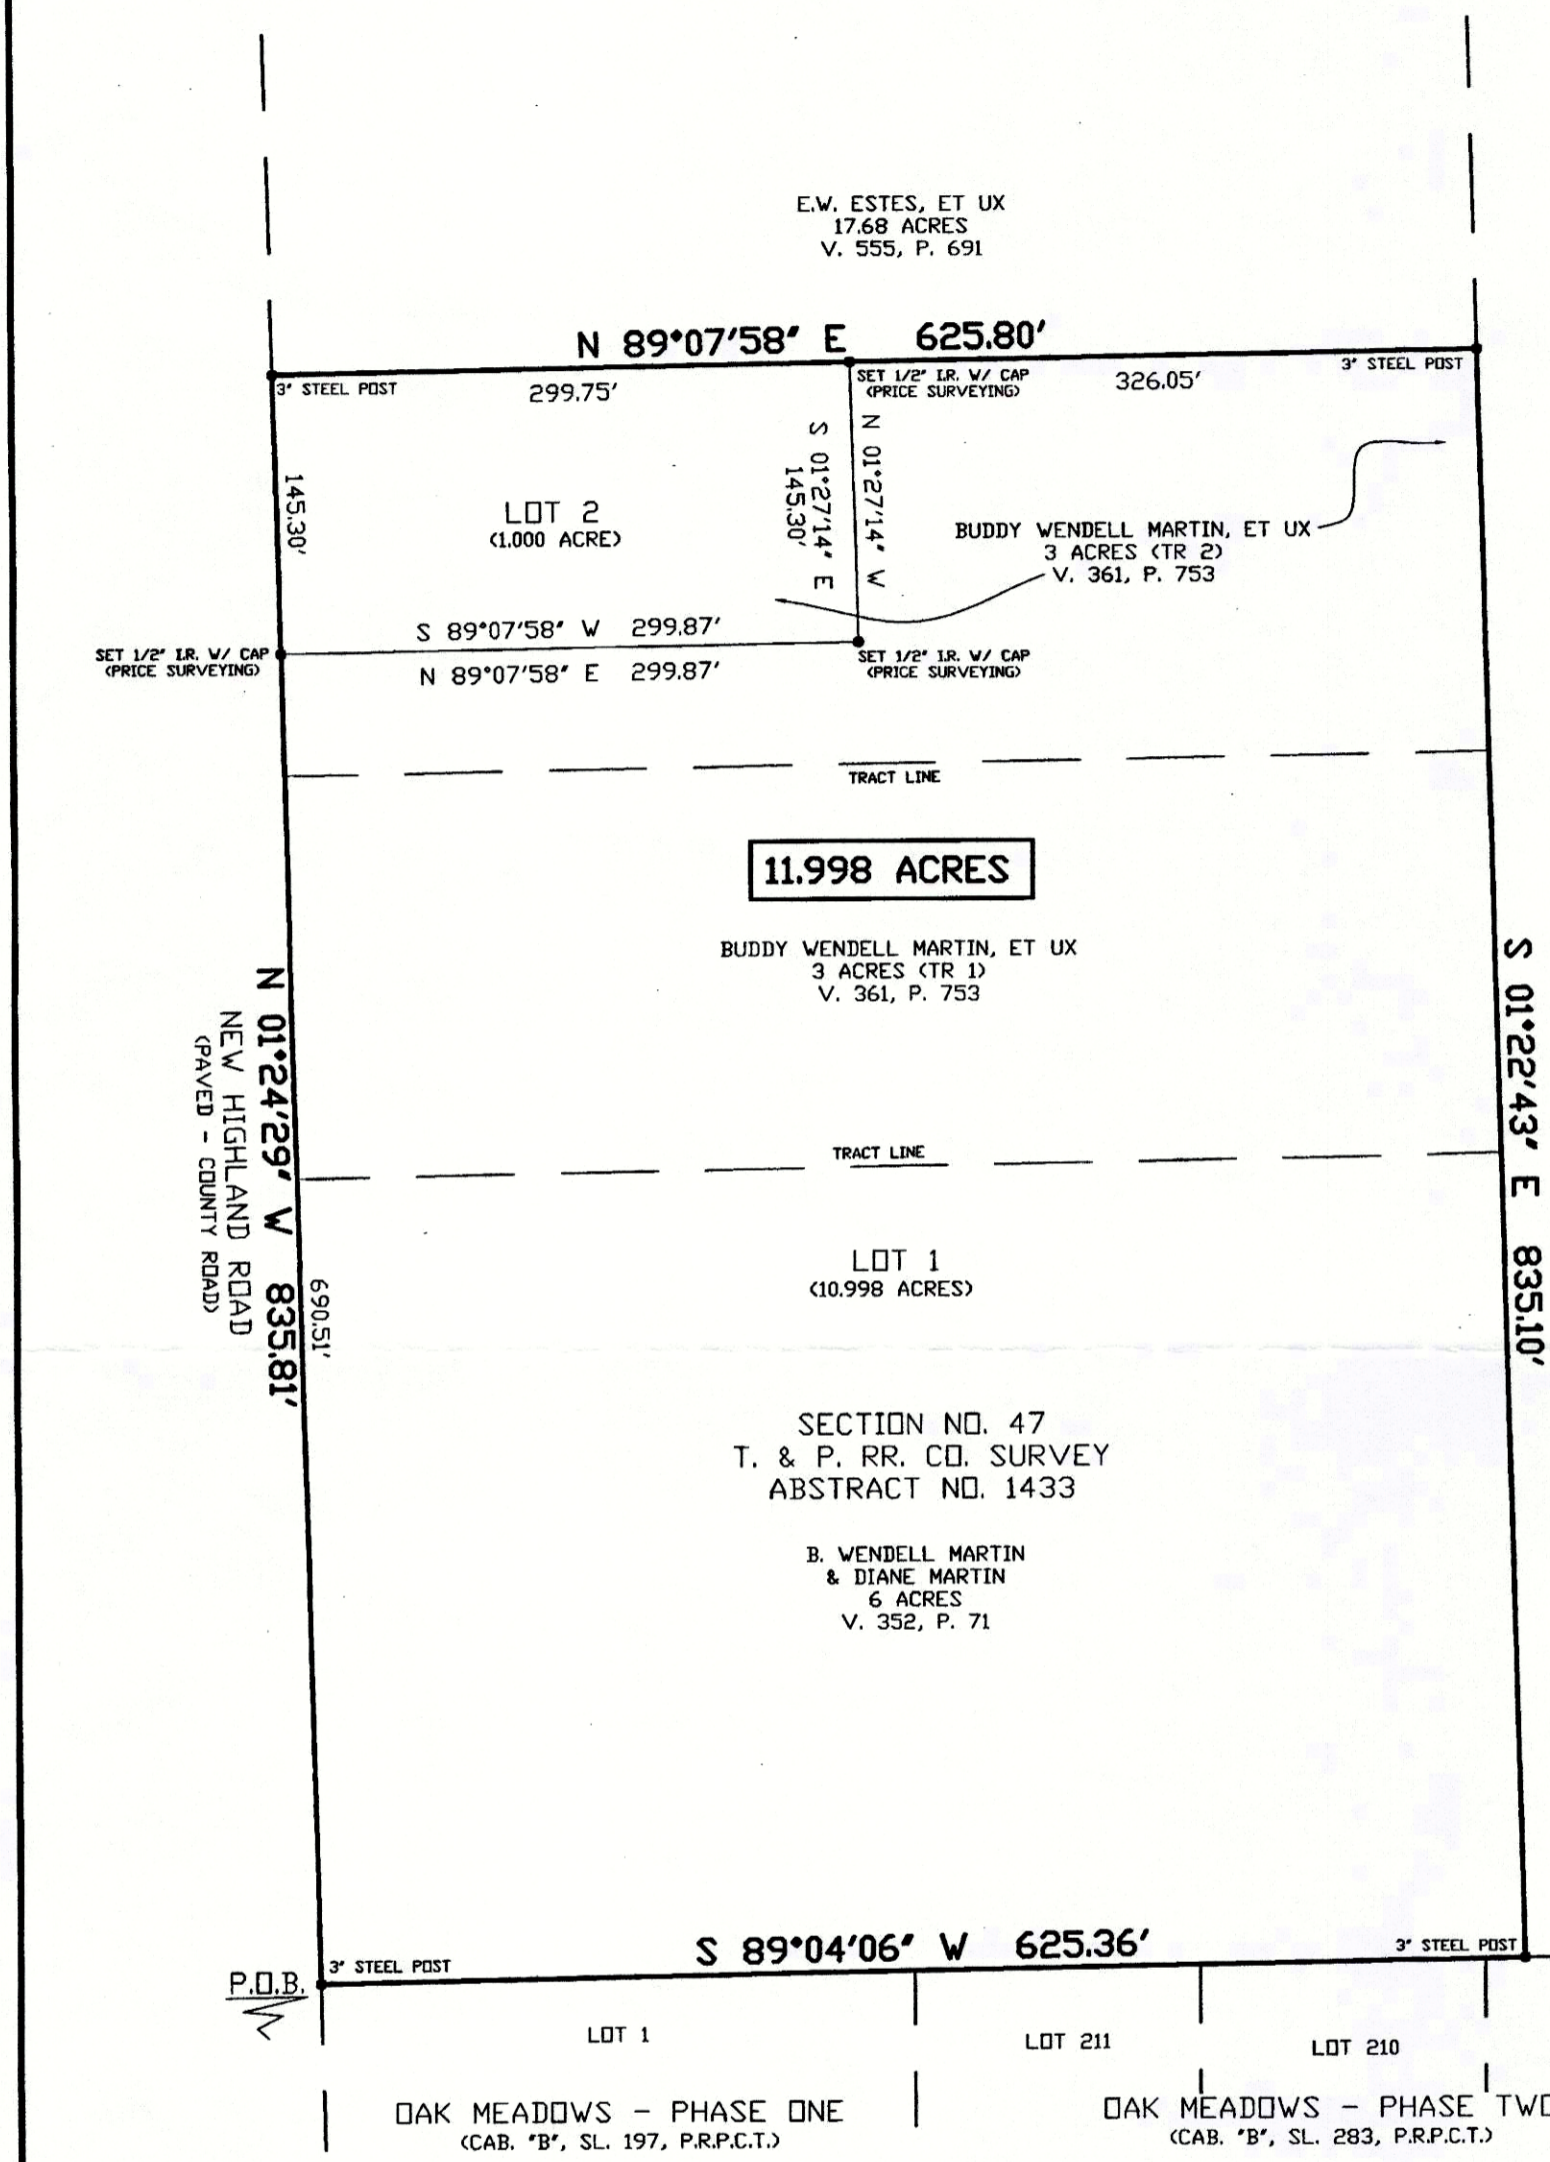 E.W. ESTES, ET UX
17.68 ACRES
V. 555, P. 691
N 89°07'58" E 625.80'
3" STEEL POST
299.75'
SET 1/2" I.R. W/ CAP
(PRICE SURVEYING)
326.05'
3" STEEL POST
145.30'
LOT 2
(1.000 ACRE)
S 01°27'14" E
145.30'
N 01°27'14" W
BUDDY WENDELL MARTIN, ET UX
3 ACRES (TR 2)
V. 361, P. 753
S 89°07'58" W 299.87'
N 89°07'58" E 299.87'
SET 1/2" I.R. W/ CAP
(PRICE SURVEYING)
SET 1/2" I.R. W/ CAP
(PRICE SURVEYING)
TRACT LINE
11.998 ACRES
BUDDY WENDELL MARTIN, ET UX
3 ACRES (TR 1)
V. 361, P. 753
N 01°24'29" W 835.81'
NEW HIGHLAND ROAD
(PAVED - COUNTY ROAD)
690.51'
S 01°22'43" E 835.10'
TRACT LINE
LOT 1
(10.998 ACRES)
SECTION NO. 47
T. & P. RR. CO. SURVEY
ABSTRACT NO. 1433
B. WENDELL MARTIN
& DIANE MARTIN
6 ACRES
V. 352, P. 71
S 89°04'06" W 625.36'
3" STEEL POST
3" STEEL POST
P.O.B.
LOT 1
LOT 211
LOT 210
OAK MEADOWS - PHASE ONE
(CAB. "B", SL. 197, P.R.P.C.T.)
OAK MEADOWS - PHASE TWO
(CAB. "B", SL. 283, P.R.P.C.T.)